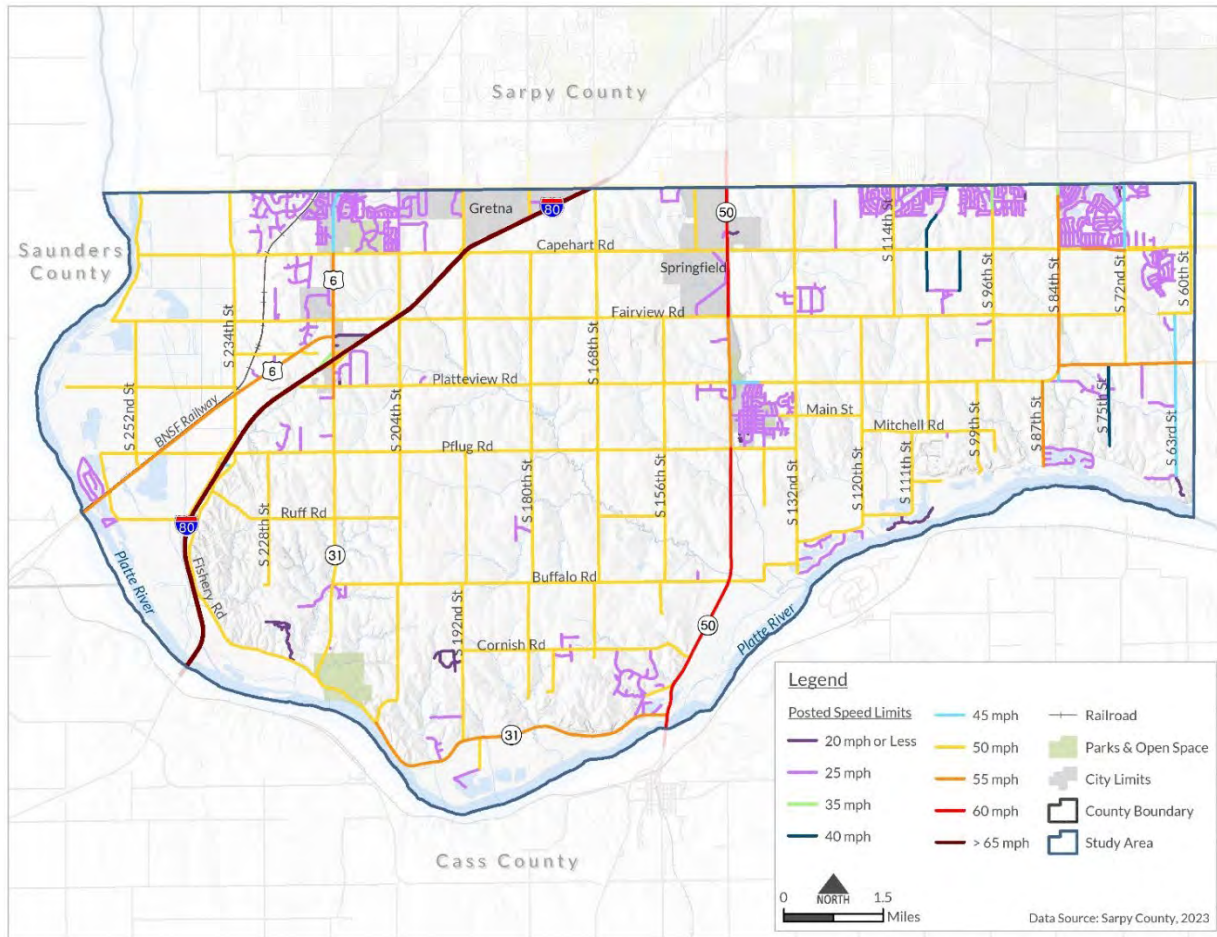 Sarpy County
Gretna
80
50
S 114th St
Saunders
County
Capehart Rd
Springfield
6
S 234th St
S 96th St
S 84th St
S 72nd St
S 60th St
Fairview Rd
S 168th St
6
S 252nd St
BNSF Railway
Platteview Rd
S 204th St
Main St
Mitchell Rd
S 99th St
S 87th St
S 75th St
S 63rd St
Pflug Rd
S 180th St
S 156th St
S 132nd St
S 120th St
S 111th St
80
Ruff Rd
S 228th St
31
Platte River
Fishery Rd
Buffalo Rd
50
Platte River
S 192nd St
Cornish Rd
31
Cass County
Legend
Posted Speed Limits
20 mph or Less
25 mph
35 mph
40 mph
45 mph
50 mph
55 mph
60 mph
> 65 mph
Railroad
Parks & Open Space
City Limits
County Boundary
Study Area
0 NORTH 1.5
Miles
Data Source: Sarpy County, 2023